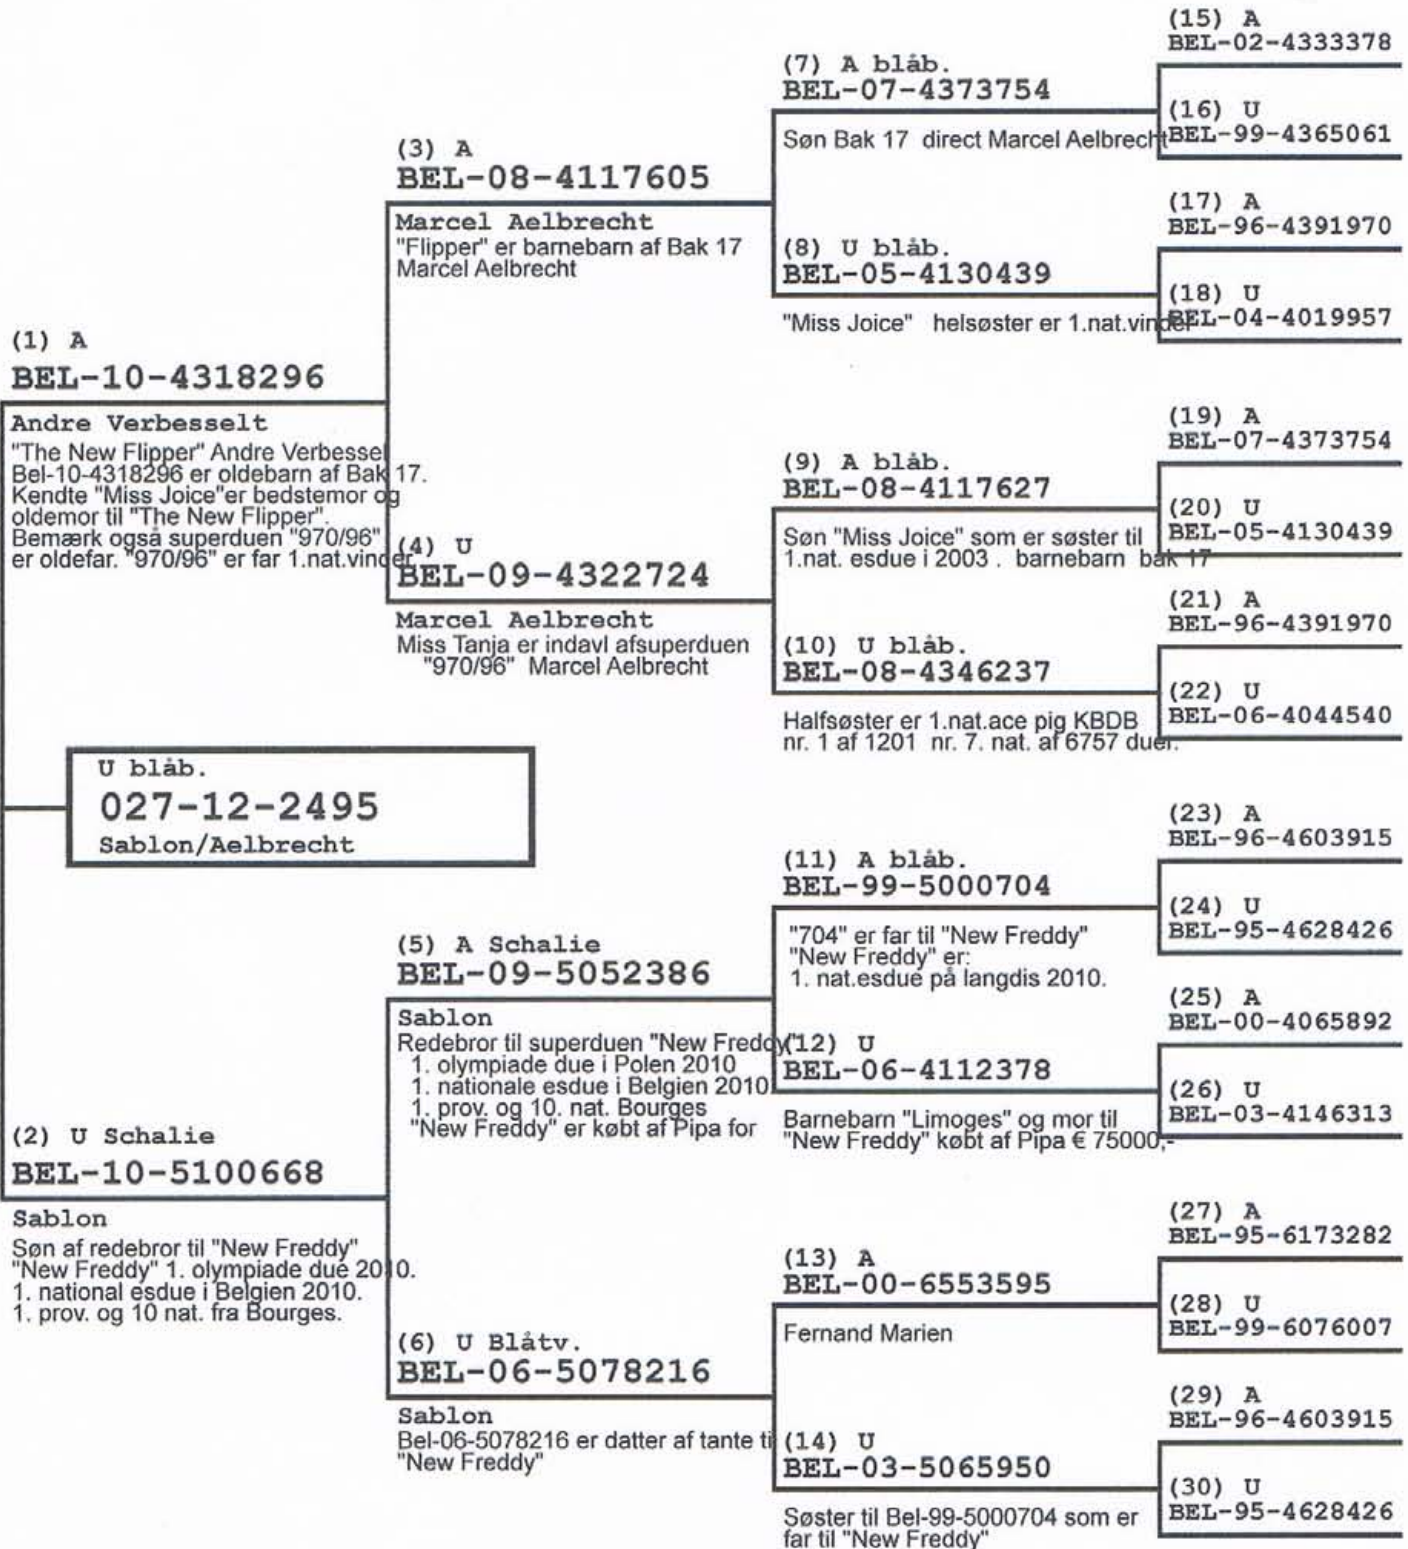 (1) A
BEL-10-4318296
Andre Verbesselt
"The New Flipper" Andre Verbessel
Bel-10-4318296 er oldebarn af Bak 17.
Kendte "Miss Joice"er bedstemor og
oldemor til "The New Flipper".
Bemærk også superduen "970/96"
er oldefar. "970/96" er far 1.nat.vinder
U blåb.
027-12-2495
Sablon/Aelbrecht
(2) U Schalie
BEL-10-5100668
Sablon
Søn af redebror til "New Freddy"
"New Freddy" 1. olympiade due 2010.
1. national esdue i Belgien 2010.
1. prov. og 10 nat. fra Bourges.
(3) A
BEL-08-4117605
Marcel Aelbrecht
"Flipper" er barnebarn af Bak 17
Marcel Aelbrecht
(4) U
BEL-09-4322724
Marcel Aelbrecht
Miss Tanja er indavl afsuperduen
"970/96" Marcel Aelbrecht
(5) A Schalie
BEL-09-5052386
Sablon
Redebror til superduen "New Freddy"
1. olympiade due i Polen 2010
1. nationale esdue i Belgien 2010
1. prov. og 10. nat. Bourges
"New Freddy" er købt af Pipa for
(6) U Blåtv.
BEL-06-5078216
Sablon
Bel-06-5078216 er datter af tante ti
"New Freddy"
(7) A blåb.
BEL-07-4373754
Søn Bak 17 direct Marcel Aelbrecht
(8) U blåb.
BEL-05-4130439
"Miss Joice" helsøster er 1.nat.vinder
(9) A blåb.
BEL-08-4117627
Søn "Miss Joice" som er søster til
1.nat. esdue i 2003 . barnebarn bak 17
(10) U blåb.
BEL-08-4346237
Halfsøster er 1.nat.ace pig KBDB
nr. 1 af 1201 nr. 7. nat. af 6757 duer.
(11) A blåb.
BEL-99-5000704
"704" er far til "New Freddy"
"New Freddy" er:
1. nat.esdue på langdis 2010.
(12) U
BEL-06-4112378
Barnebarn "Limoges" og mor til
"New Freddy" købt af Pipa € 75000,-
(13) A
BEL-00-6553595
Fernand Marien
(14) U
BEL-03-5065950
Søster til Bel-99-5000704 som er
far til "New Freddy"
(15) A
BEL-02-4333378
(16) U
BEL-99-4365061
(17) A
BEL-96-4391970
(18) U
BEL-04-4019957
(19) A
BEL-07-4373754
(20) U
BEL-05-4130439
(21) A
BEL-96-4391970
(22) U
BEL-06-4044540
(23) A
BEL-96-4603915
(24) U
BEL-95-4628426
(25) A
BEL-00-4065892
(26) U
BEL-03-4146313
(27) A
BEL-95-6173282
(28) U
BEL-99-6076007
(29) A
BEL-96-4603915
(30) U
BEL-95-4628426